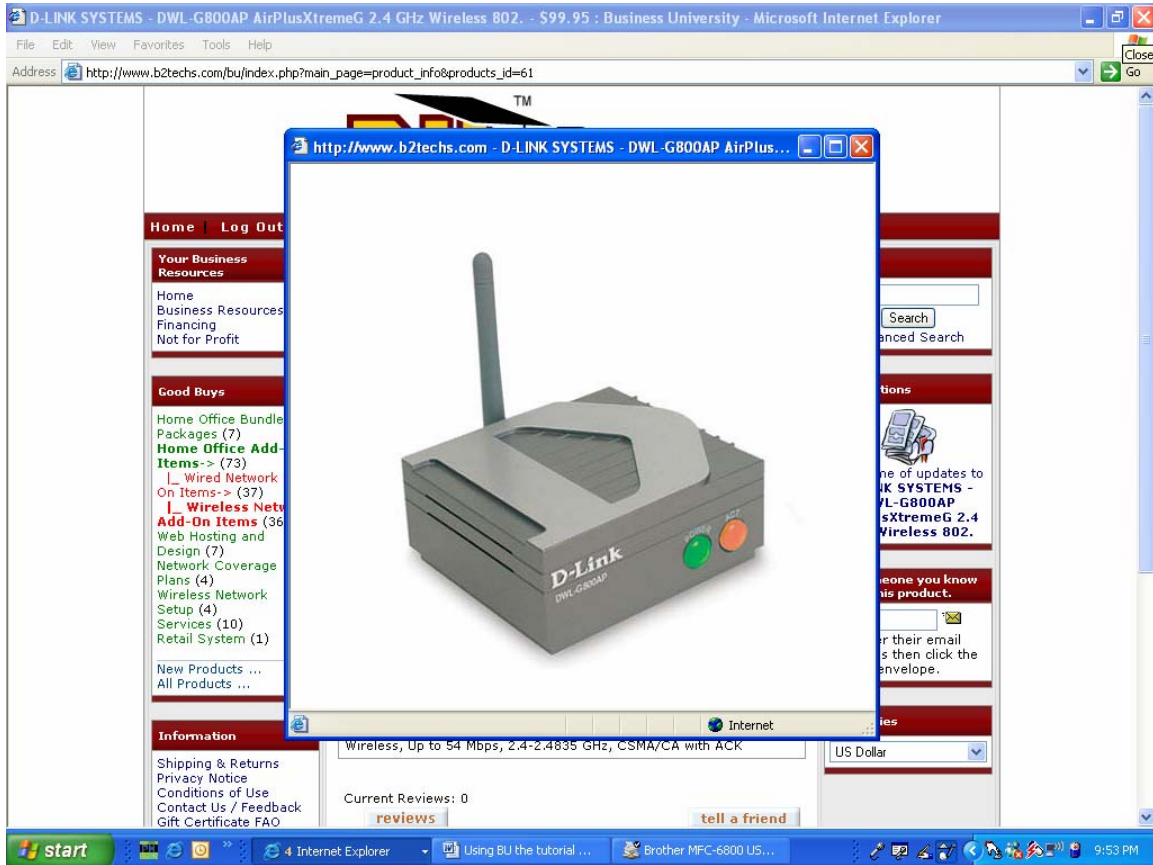 D-LINK SYSTEMS - DWL-G800AP AirPlusXtremeG 2.4 GHz Wireless 802. - $99.95 : Business University - Microsoft Internet Explorer
File Edit View Favorites Tools Help
Close
Address http://www.b2techs.com/bu/index.php?main_page=product_info&products_id=61 Go
TM
http://www.b2techs.com - D-LINK SYSTEMS - DWL-G800AP AirPlus...
Home | Log Out
Your Business
Resources
Home
Business Resources
Financing
Not for Profit
Good Buys
Home Office Bundle
Packages (7)
Home Office Add-
Items-> (73)
|_ Wired Network
On Items-> (37)
|_ Wireless Netw
Add-On Items (36
Web Hosting and
Design (7)
Network Coverage
Plans (4)
Wireless Network
Setup (4)
Services (10)
Retail System (1)
New Products ...
All Products ...
Information
Shipping & Returns
Privacy Notice
Conditions of Use
Contact Us / Feedback
Gift Certificate FAQ
POWER ACT
D-Link
DWL-G800AP
Internet
Wireless, Up to 54 Mbps, 2.4-2.4835 GHz, CSMA/CA with ACK
Current Reviews: 0
reviews tell a friend
Search
anced Search
tions
me of updates to
NK SYSTEMS -
VL-G800AP
sXtremeG 2.4
Wireless 802.
eone you know
his product.
r their email
s then click the
envelope.
ies
US Dollar
start 4 Internet Explorer Using BU the tutorial ... Brother MFC-6800 US... 9:53 PM